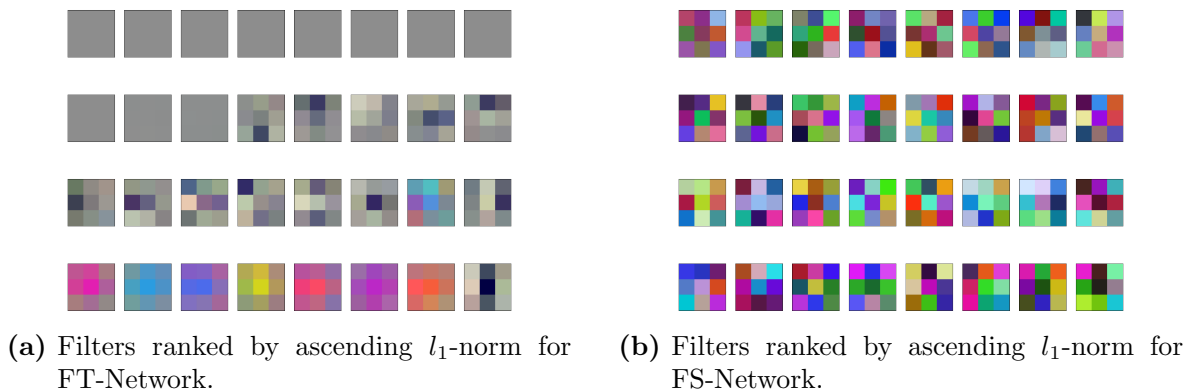 (a) Filters ranked by ascending l₁-norm for
FT-Network.
(b) Filters ranked by ascending l₁-norm for
FS-Network.